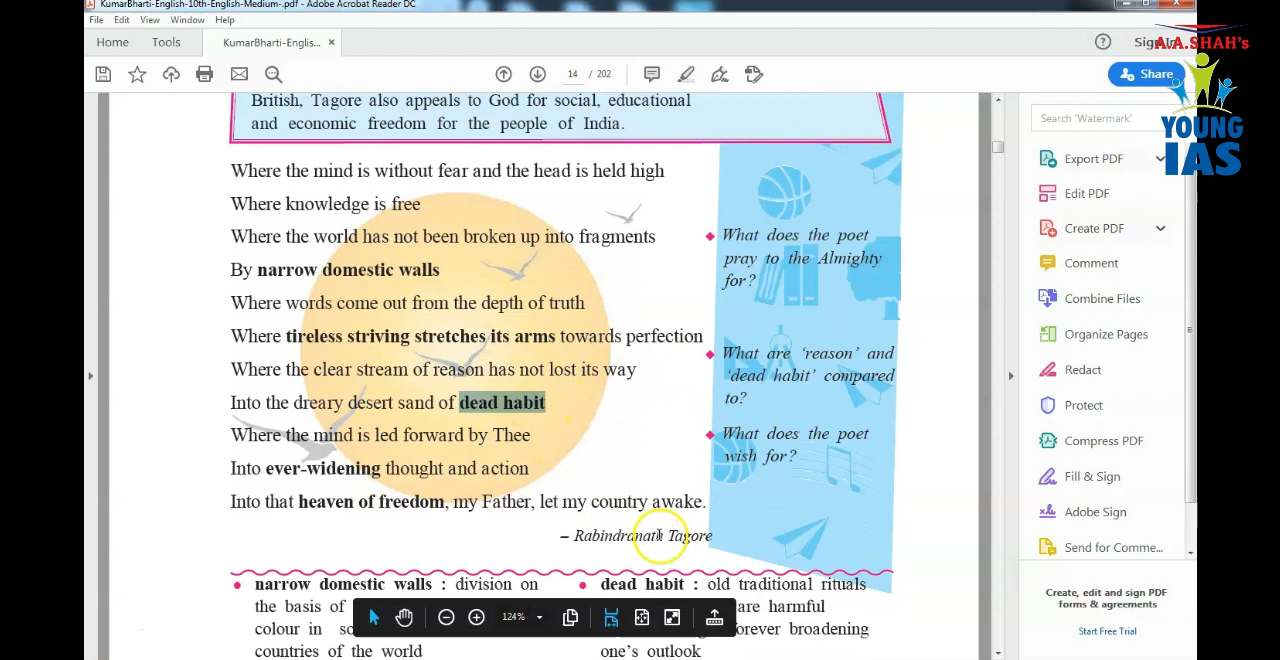 KumarBharti-English-10th-English-Medium-.pdf - Adobe Acrobat Reader DC
File Edit View Window Help
Home Tools KumarBharti-Englis... ×
Sign In
A.A.SHAH's
YOUNG
IAS
14 / 202
Share
British, Tagore also appeals to God for social, educational
and economic freedom for the people of India.
Where the mind is without fear and the head is held high
Where knowledge is free
Where the world has not been broken up into fragments
By narrow domestic walls
Where words come out from the depth of truth
Where tireless striving stretches its arms towards perfection
Where the clear stream of reason has not lost its way
Into the dreary desert sand of dead habit
Where the mind is led forward by Thee
Into ever-widening thought and action
Into that heaven of freedom, my Father, let my country awake.
– Rabindranath Tagore
What does the poet
pray to the Almighty
for?
What are ‘reason’ and
‘dead habit’ compared
to?
What does the poet
wish for?
narrow domestic walls : division on
the basis of
colour in
countries of the world
dead habit : old traditional rituals
are harmful
forever broadening
one's outlook
124%
Search 'Watermark'
Export PDF
Edit PDF
Create PDF
Comment
Combine Files
Organize Pages
Redact
Protect
Compress PDF
Fill & Sign
Adobe Sign
Send for Comme...
Create, edit and sign PDF
forms & agreements
Start Free Trial